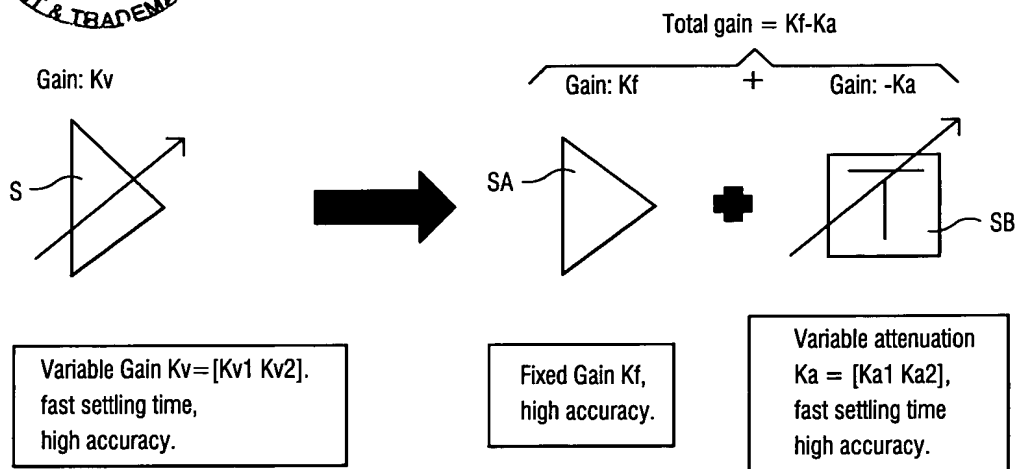 & TRADEM
Total gain = Kf-Ka
Gain: Kv
Gain: Kf
+
Gain: -Ka
S
SA
SB
Variable Gain Kv=[Kv1 Kv2].
fast settling time,
high accuracy.
Fixed Gain Kf,
high accuracy.
Variable attenuation
Ka = [Ka1 Ka2],
fast settling time
high accuracy.